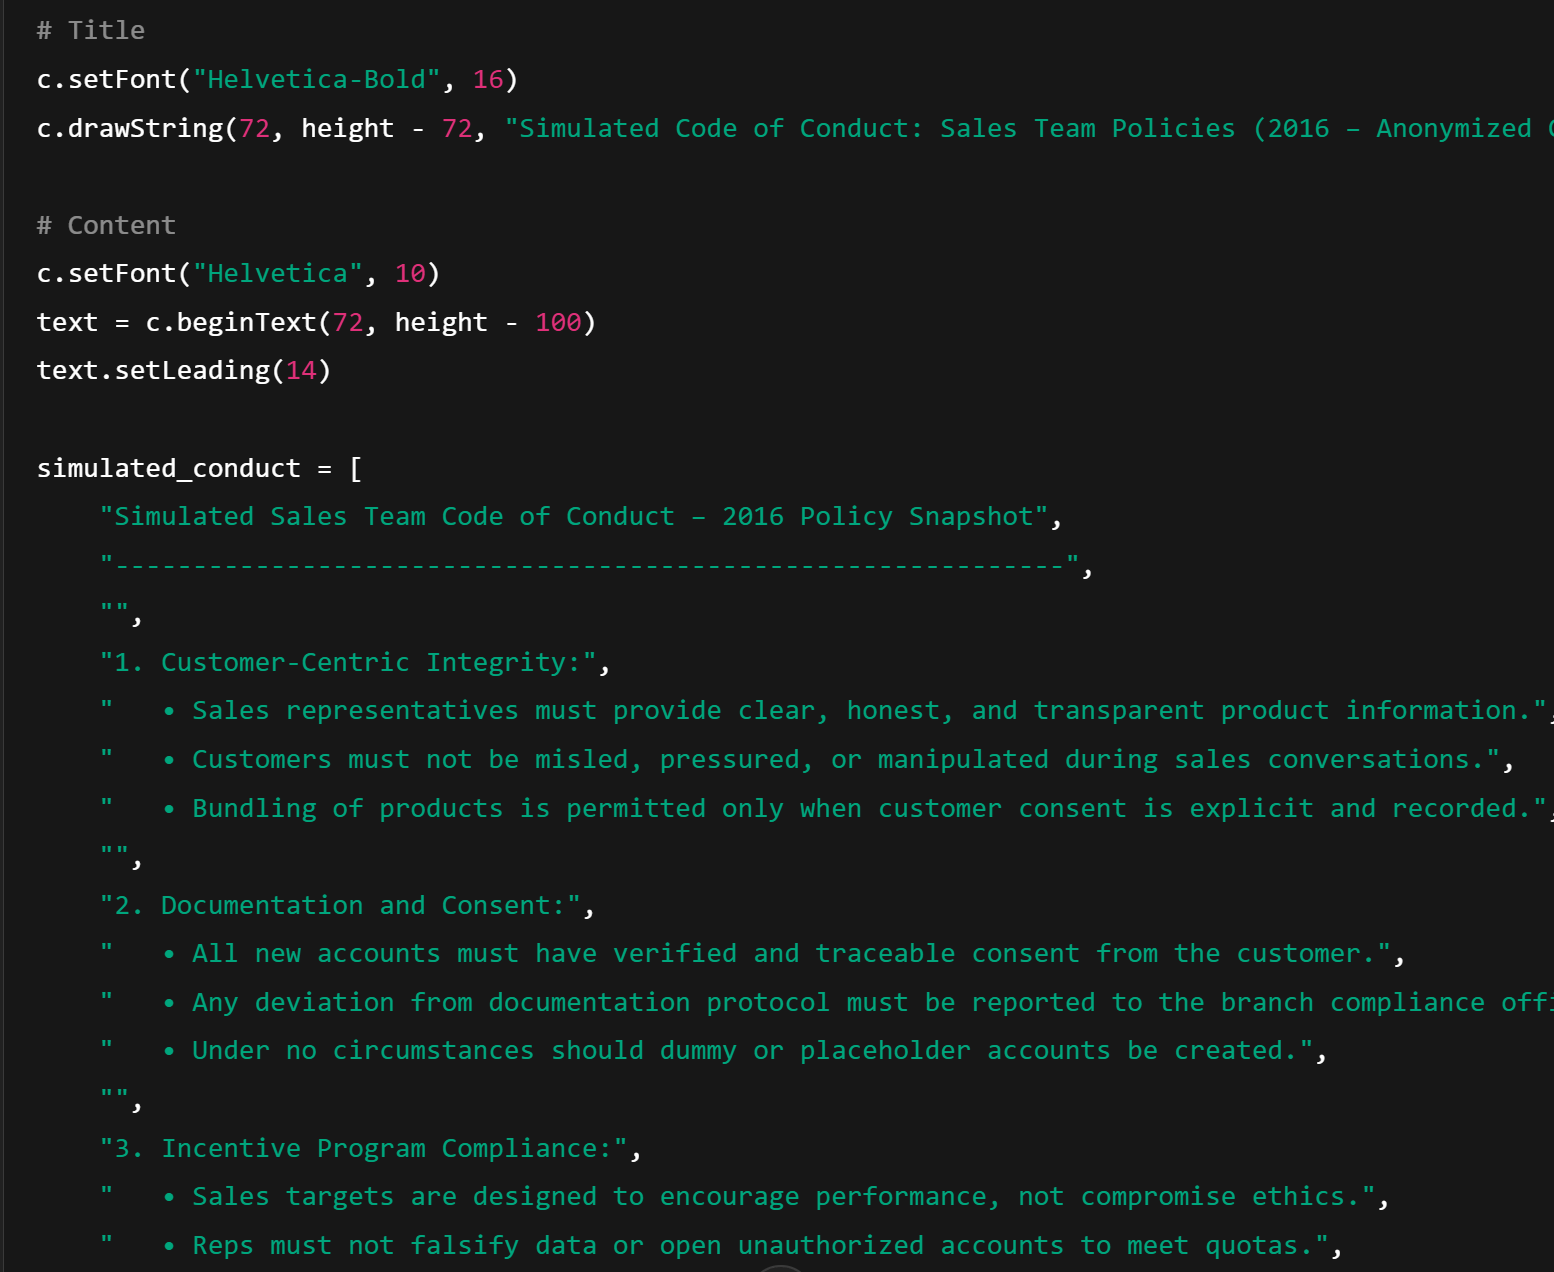 # Title
c.setFont("Helvetica-Bold", 16)
c.drawString(72, height - 72, "Simulated Code of Conduct: Sales Team Policies (2016 – Anonymized
# Content
c.setFont("Helvetica", 10)
text = c.beginText(72, height - 100)
text.setLeading(14)
simulated_conduct = [
"Simulated Sales Team Code of Conduct – 2016 Policy Snapshot",
"-------------------------------------------------------------",
"",
"1. Customer-Centric Integrity:",
"   • Sales representatives must provide clear, honest, and transparent product information.",
"   • Customers must not be misled, pressured, or manipulated during sales conversations.",
"   • Bundling of products is permitted only when customer consent is explicit and recorded.",
"",
"2. Documentation and Consent:",
"   • All new accounts must have verified and traceable consent from the customer.",
"   • Any deviation from documentation protocol must be reported to the branch compliance
"   • Under no circumstances should dummy or placeholder accounts be created.",
"",
"3. Incentive Program Compliance:",
"   • Sales targets are designed to encourage performance, not compromise ethics.",
"   • Reps must not falsify data or open unauthorized accounts to meet quotas.",